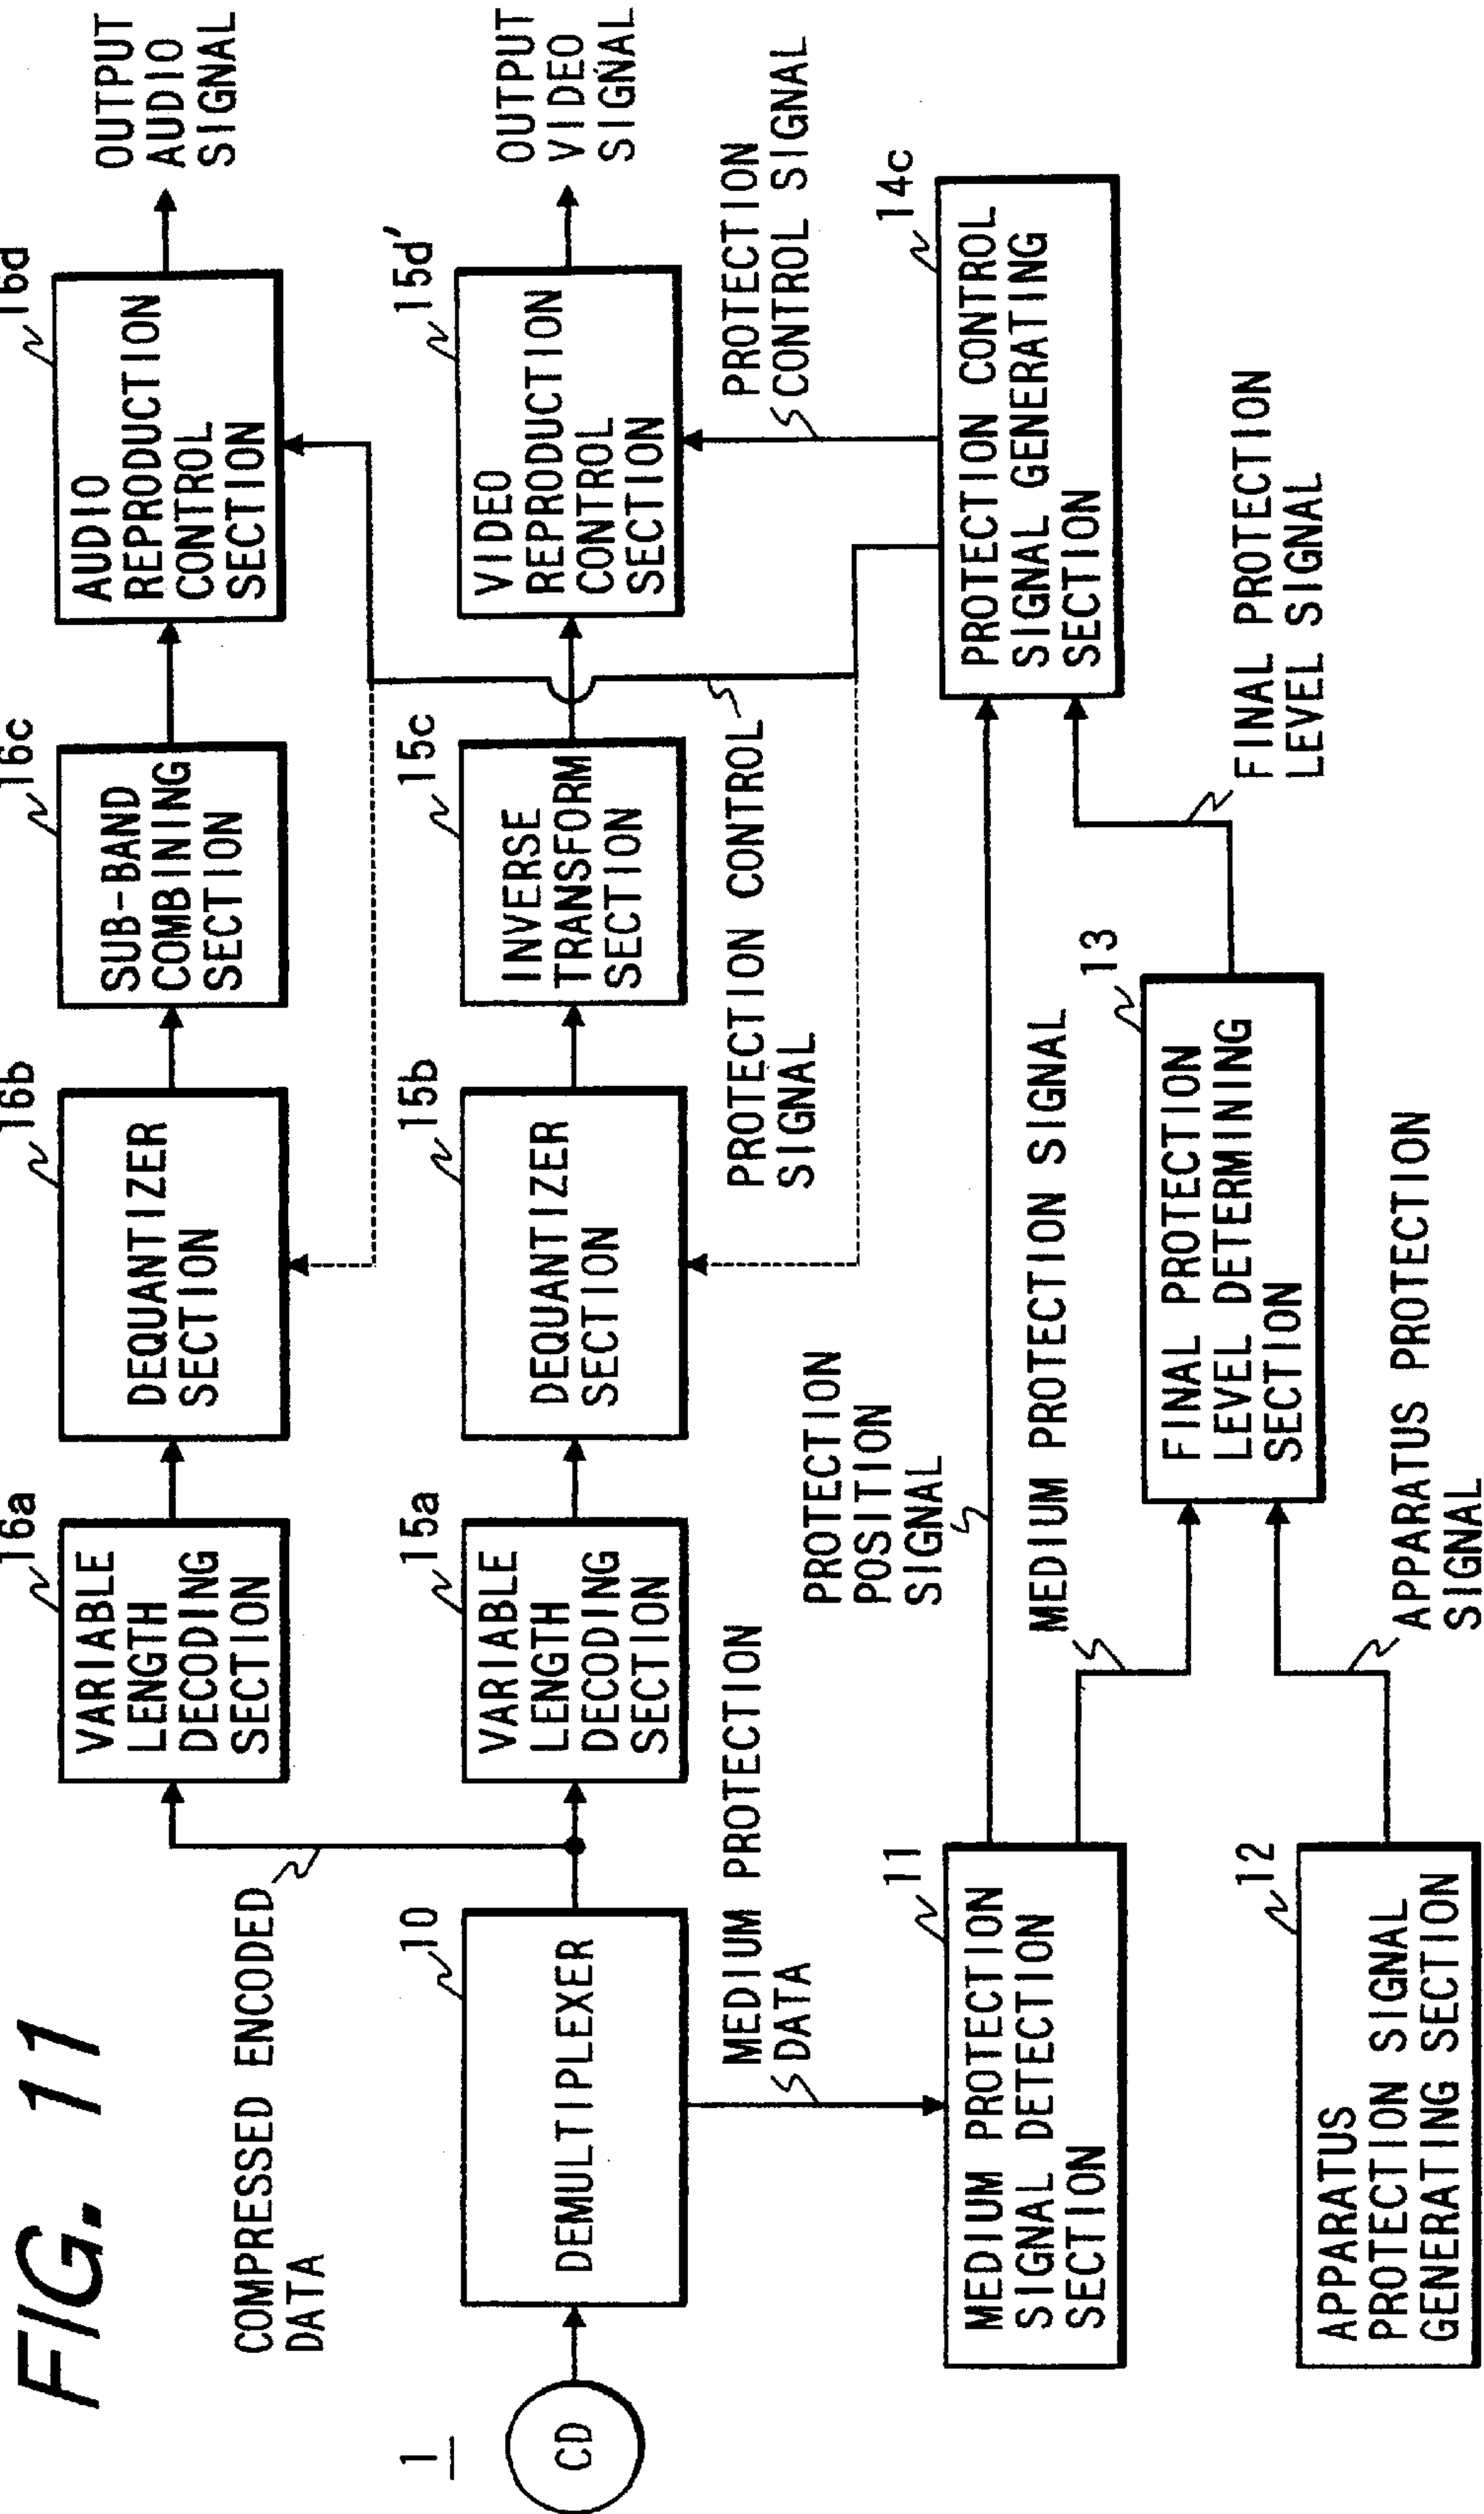 FIG. 11
1
CD
COMPRESSED ENCODED
DATA
10
DEMULTIPLEXER
MEDIUM PROTECTION
DATA
16a
VARIABLE
LENGTH
DECODING
SECTION
16b
DEQUANTIZER
SECTION
16c
SUB-BAND
COMBINING
SECTION
16d
AUDIO
REPRODUCTION
CONTROL
SECTION
OUTPUT
AUDIO
SIGNAL
15a
VARIABLE
LENGTH
DECODING
SECTION
15b
DEQUANTIZER
SECTION
15c
INVERSE
TRANSFORM
SECTION
15d'
VIDEO
REPRODUCTION
CONTROL
SECTION
OUTPUT
VIDEO
SIGNAL
PROTECTION CONTROL
SIGNAL
PROTECTION
CONTROL SIGNAL
PROTECTION
POSITION
SIGNAL
11
MEDIUM PROTECTION
SIGNAL DETECTION
SECTION
MEDIUM PROTECTION SIGNAL
14c
PROTECTION CONTROL
SIGNAL GENERATING
SECTION
13
FINAL PROTECTION
LEVEL DETERMINING
SECTION
FINAL PROTECTION
LEVEL SIGNAL
12
APPARATUS
PROTECTION SIGNAL
GENERATING SECTION
APPARATUS PROTECTION
SIGNAL